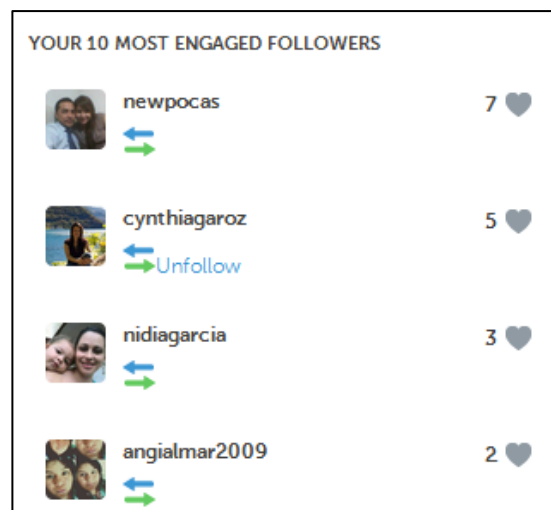 YOUR 10 MOST ENGAGED FOLLOWERS
newpocas 7
cynthiagaroz 5
Unfollow
nidiagarcia 3
angialmar2009 2